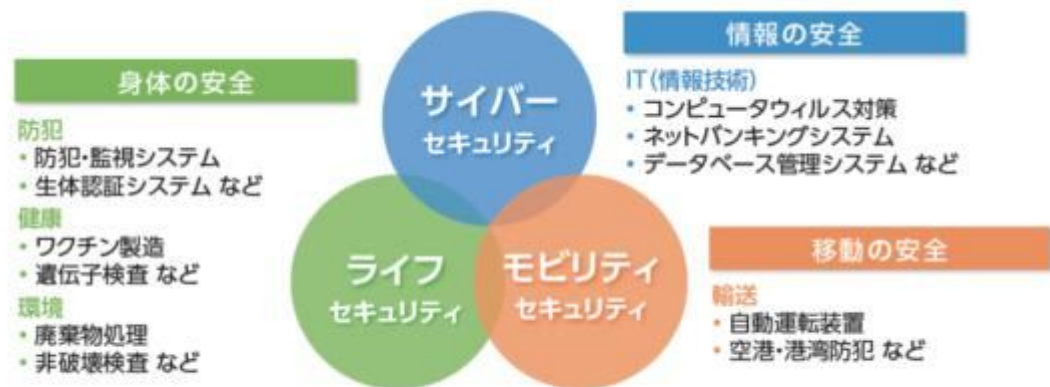 身体の安全
防犯
・防犯・監視システム
・生体認証システム など
健康
・ワクチン製造
・遺伝子検査 など
環境
・廃棄物処理
・非破壊検査 など
サイバー
セキュリティ
ライフ
セキュリティ
モビリティ
セキュリティ
情報の安全
IT(情報技術)
・コンピュータウィルス対策
・ネットバンキングシステム
・データベース管理システム など
移動の安全
輸送
・自動運転装置
・空港・港湾防犯 など